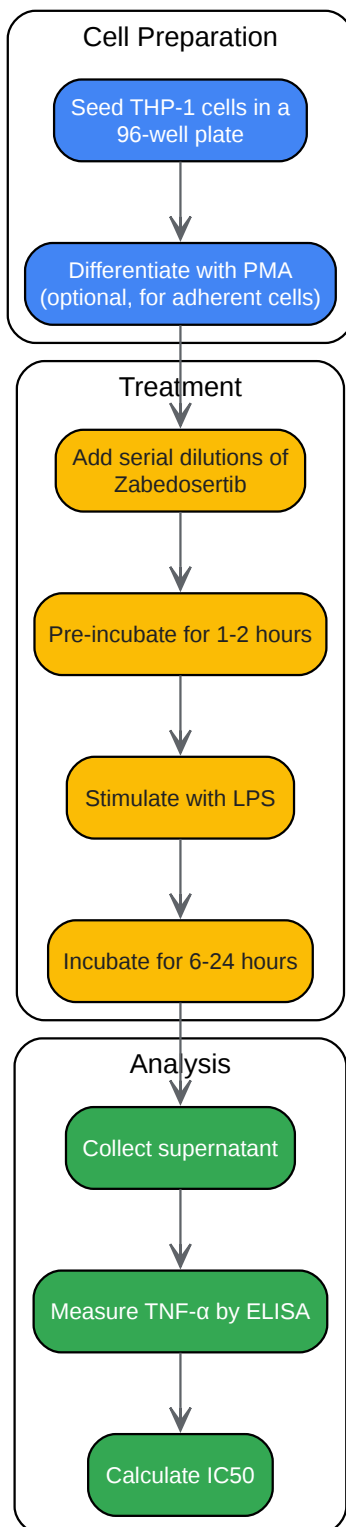 Cell Preparation
Seed THP-1 cells in a
96-well plate
Differentiate with PMA
(optional, for adherent cells)
Treatment
Add serial dilutions of
Zabedosertib
Pre-incubate for 1-2 hours
Stimulate with LPS
Incubate for 6-24 hours
Analysis
Collect supernatant
Measure TNF-α by ELISA
Calculate IC50